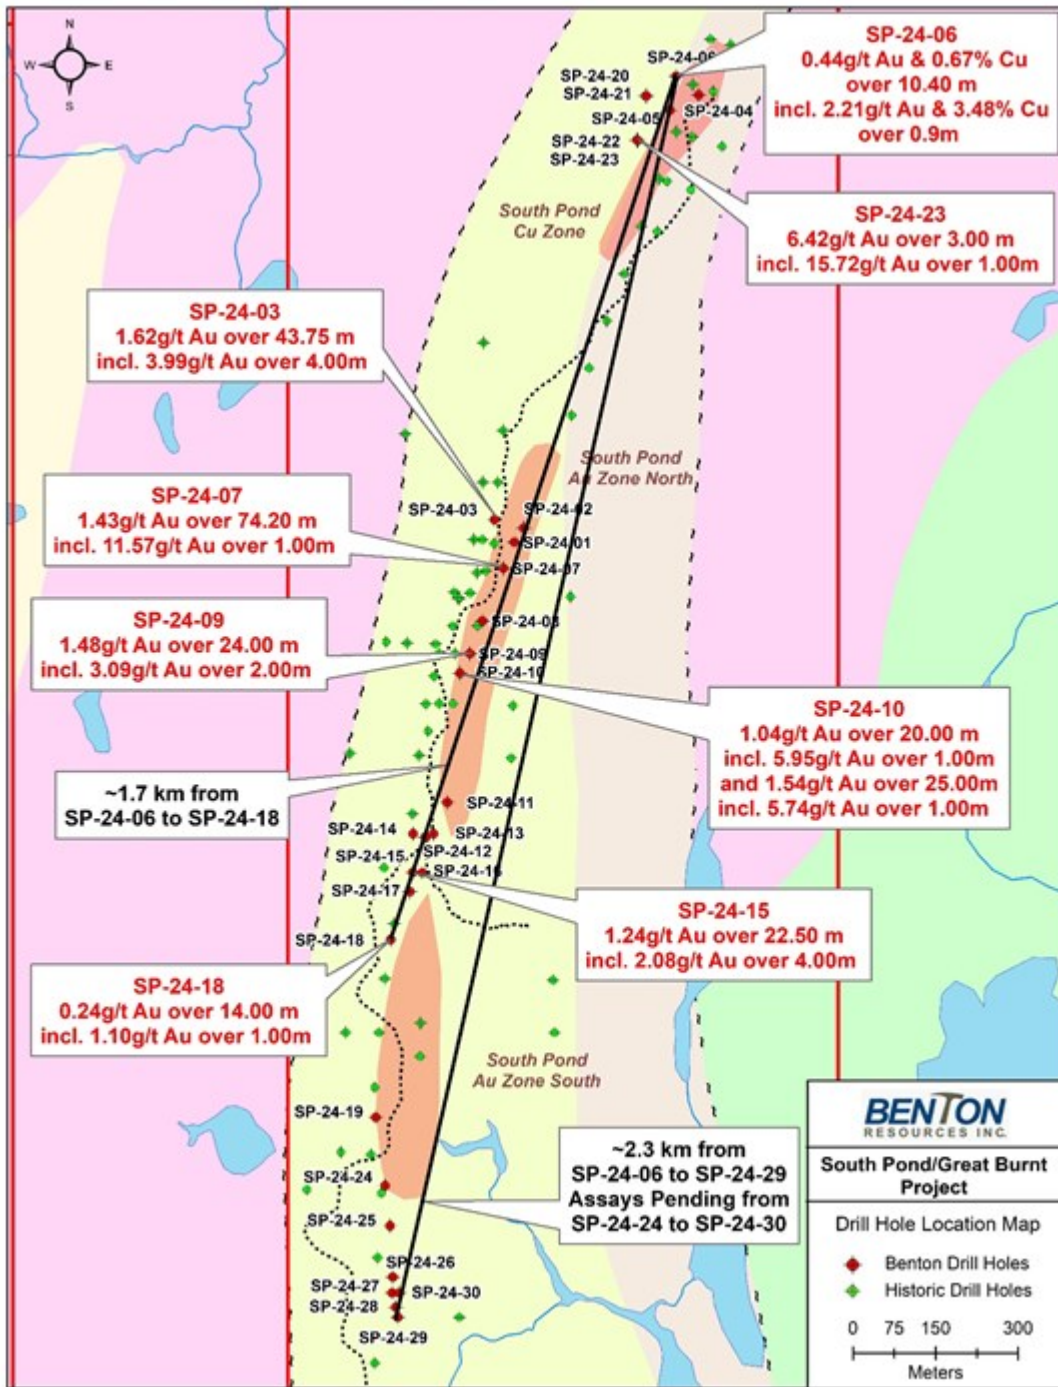 N
W
E
S
SP-24-06
0.44g/t Au & 0.67% Cu
over 10.40 m
incl. 2.21g/t Au & 3.48% Cu
over 0.9m
SP-24-06
SP-24-20
SP-24-21
SP-24-05
SP-24-04
SP-24-22
SP-24-23
South Pond
Cu Zone
SP-24-23
6.42g/t Au over 3.00 m
incl. 15.72g/t Au over 1.00m
SP-24-03
1.62g/t Au over 43.75 m
incl. 3.99g/t Au over 4.00m
South Pond
Au Zone North
SP-24-07
1.43g/t Au over 74.20 m
incl. 11.57g/t Au over 1.00m
SP-24-03
SP-24-02
SP-24-01
SP-24-07
SP-24-08
SP-24-09
SP-24-10
SP-24-09
1.48g/t Au over 24.00 m
incl. 3.09g/t Au over 2.00m
SP-24-10
1.04g/t Au over 20.00 m
incl. 5.95g/t Au over 1.00m
and 1.54g/t Au over 25.00m
incl. 5.74g/t Au over 1.00m
~1.7 km from
SP-24-06 to SP-24-18
SP-24-11
SP-24-14
SP-24-13
SP-24-12
SP-24-15
SP-24-16
SP-24-17
SP-24-18
SP-24-15
1.24g/t Au over 22.50 m
incl. 2.08g/t Au over 4.00m
SP-24-18
0.24g/t Au over 14.00 m
incl. 1.10g/t Au over 1.00m
South Pond
Au Zone South
SP-24-19
SP-24-24
SP-24-25
SP-24-26
SP-24-27
SP-24-30
SP-24-28
SP-24-29
~2.3 km from
SP-24-06 to SP-24-29
Assays Pending from
SP-24-24 to SP-24-30
BENTON
RESOURCES INC.
South Pond/Great Burnt
Project
Drill Hole Location Map
Benton Drill Holes
Historic Drill Holes
0 75 150 300
Meters